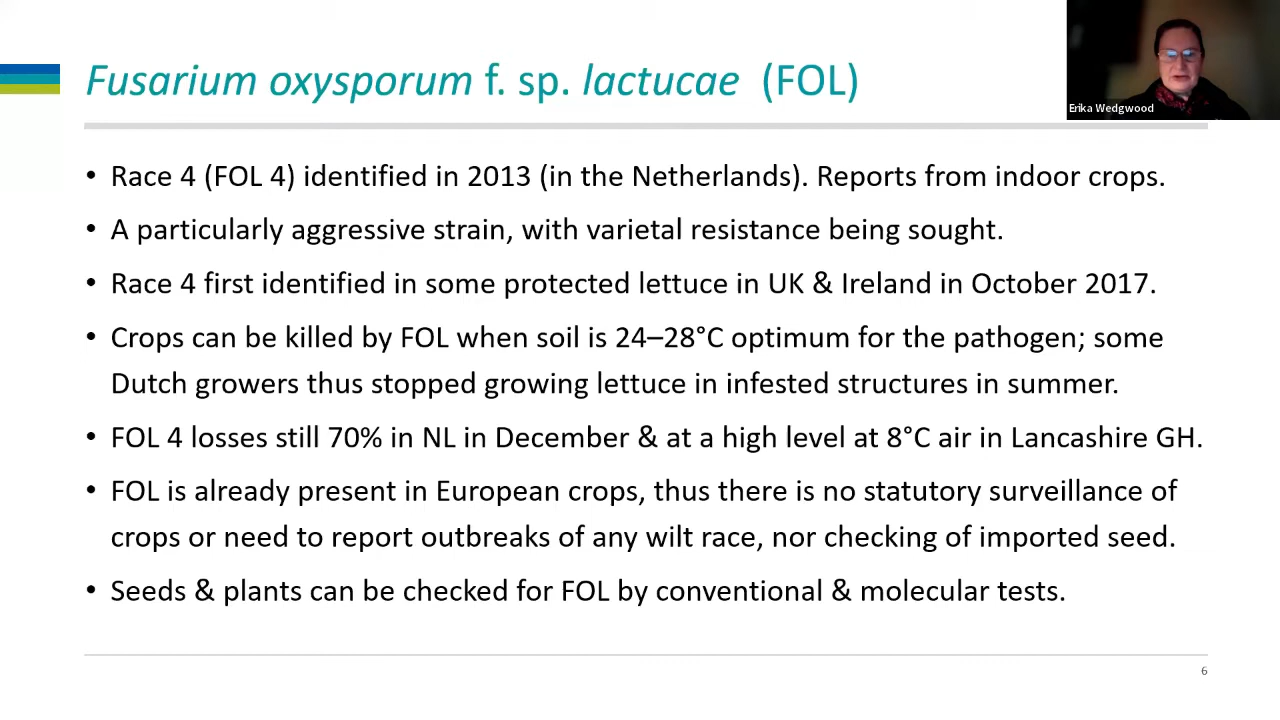 Fusarium oxysporum f. sp. lactucae (FOL)
Erika Wedgwood
• Race 4 (FOL 4) identified in 2013 (in the Netherlands). Reports from indoor crops.
• A particularly aggressive strain, with varietal resistance being sought.
• Race 4 first identified in some protected lettuce in UK & Ireland in October 2017.
• Crops can be killed by FOL when soil is 24–28°C optimum for the pathogen; some
Dutch growers thus stopped growing lettuce in infested structures in summer.
• FOL 4 losses still 70% in NL in December & at a high level at 8°C air in Lancashire GH.
• FOL is already present in European crops, thus there is no statutory surveillance of
crops or need to report outbreaks of any wilt race, nor checking of imported seed.
• Seeds & plants can be checked for FOL by conventional & molecular tests.
6